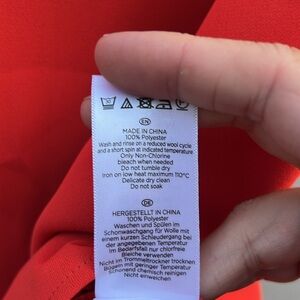 30
EN
MADE IN CHINA
100% Polyester
Wash and rinse on a reduced wool cycle
and a short spin at indicated temperature.
Only Non-Chlorine
bleach when needed
Do not tumble dry
Iron on low heat maximum 110°C
Delicate dry clean
Do not soak
DE
HERGESTELLT IN CHINA
100% Polyester
Waschen und Spülen im
Schonwaschgang für Wolle mit
einem kurzen Schleudergang bei
der angegebenen Temperatur
Im Bedarfsfall nur chlorfreie
Bleiche verwenden
Nicht im Trommeltrockner trocknen
Bügeln mit geringer Temperatur
Schonend chemisch reinigen
Nicht einweichen